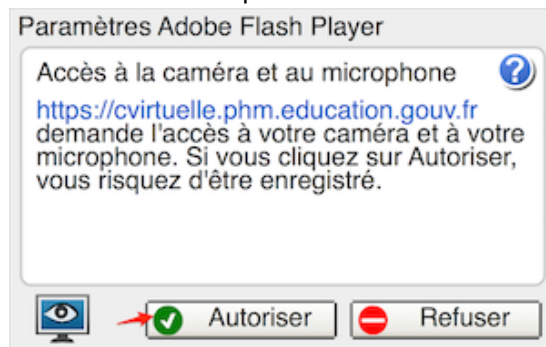 Paramètres Adobe Flash Player
Accès à la caméra et au microphone
https://cvirtuelle.phm.education.gouv.fr
demande l'accès à votre caméra et à votre
microphone. Si vous cliquez sur Autoriser,
vous risquez d'être enregistré.
Autoriser
Refuser